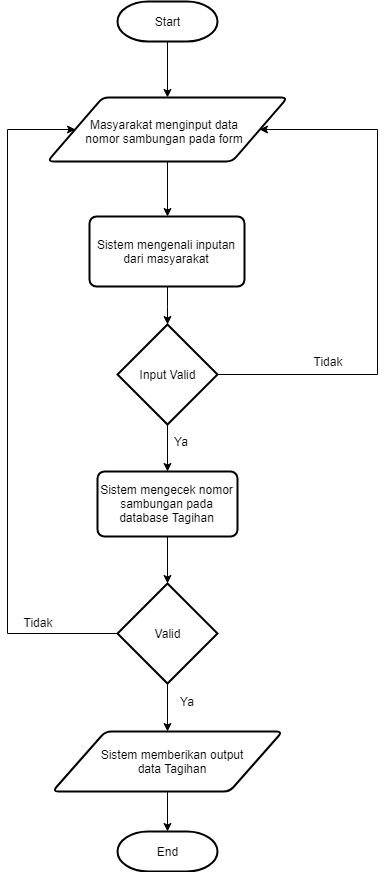 Start
Masyarakat menginput data
nomor sambungan pada form
Sistem mengenali inputan
dari masyarakat
Input Valid
Tidak
Ya
Sistem mengecek nomor
sambungan pada
database Tagihan
Valid
Tidak
Ya
Sistem memberikan output
data Tagihan
End